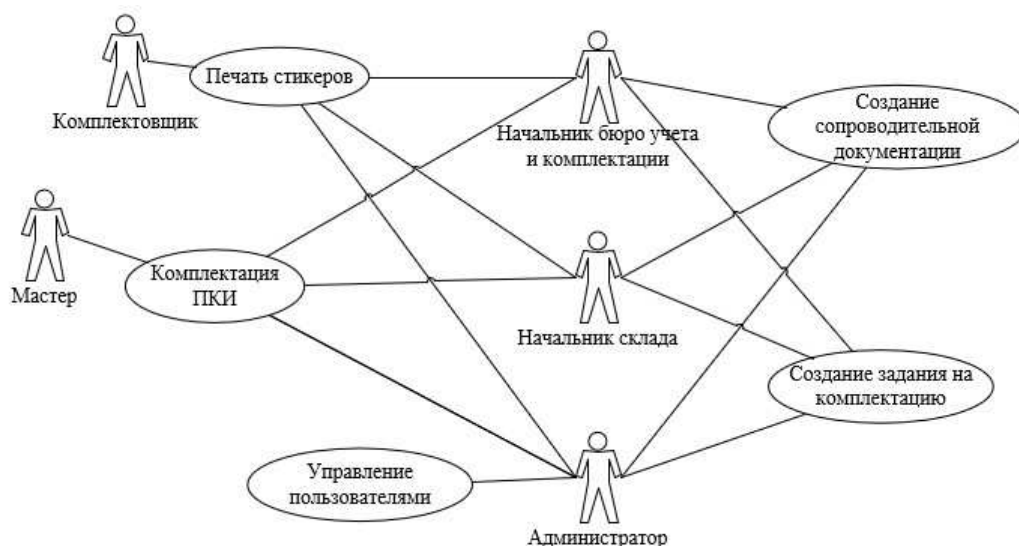 Печать стикеров
Комплектовщик
Начальник бюро учета
и комплектации
Создание
сопроводительной
документации
Мастер
Комплектация
ПКИ
Начальник склада
Создание задания на
комплектацию
Управление
пользователями
Администратор